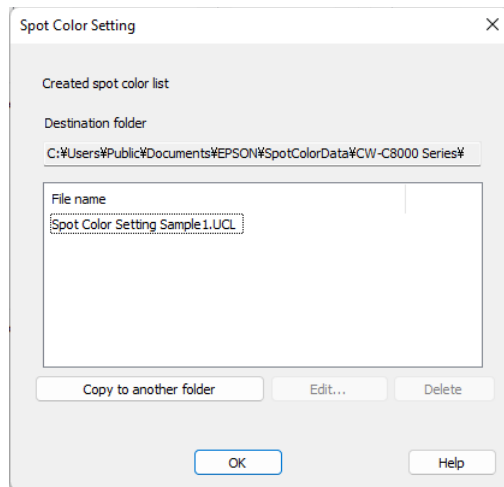 Spot Color Setting
Created spot color list
Destination folder
C:¥Users¥Public¥Documents¥EPSON¥SpotColorData¥CW-C8000 Series¥
File name
Spot Color Setting Sample1.UCL
Copy to another folder
Edit...
Delete
OK
Help